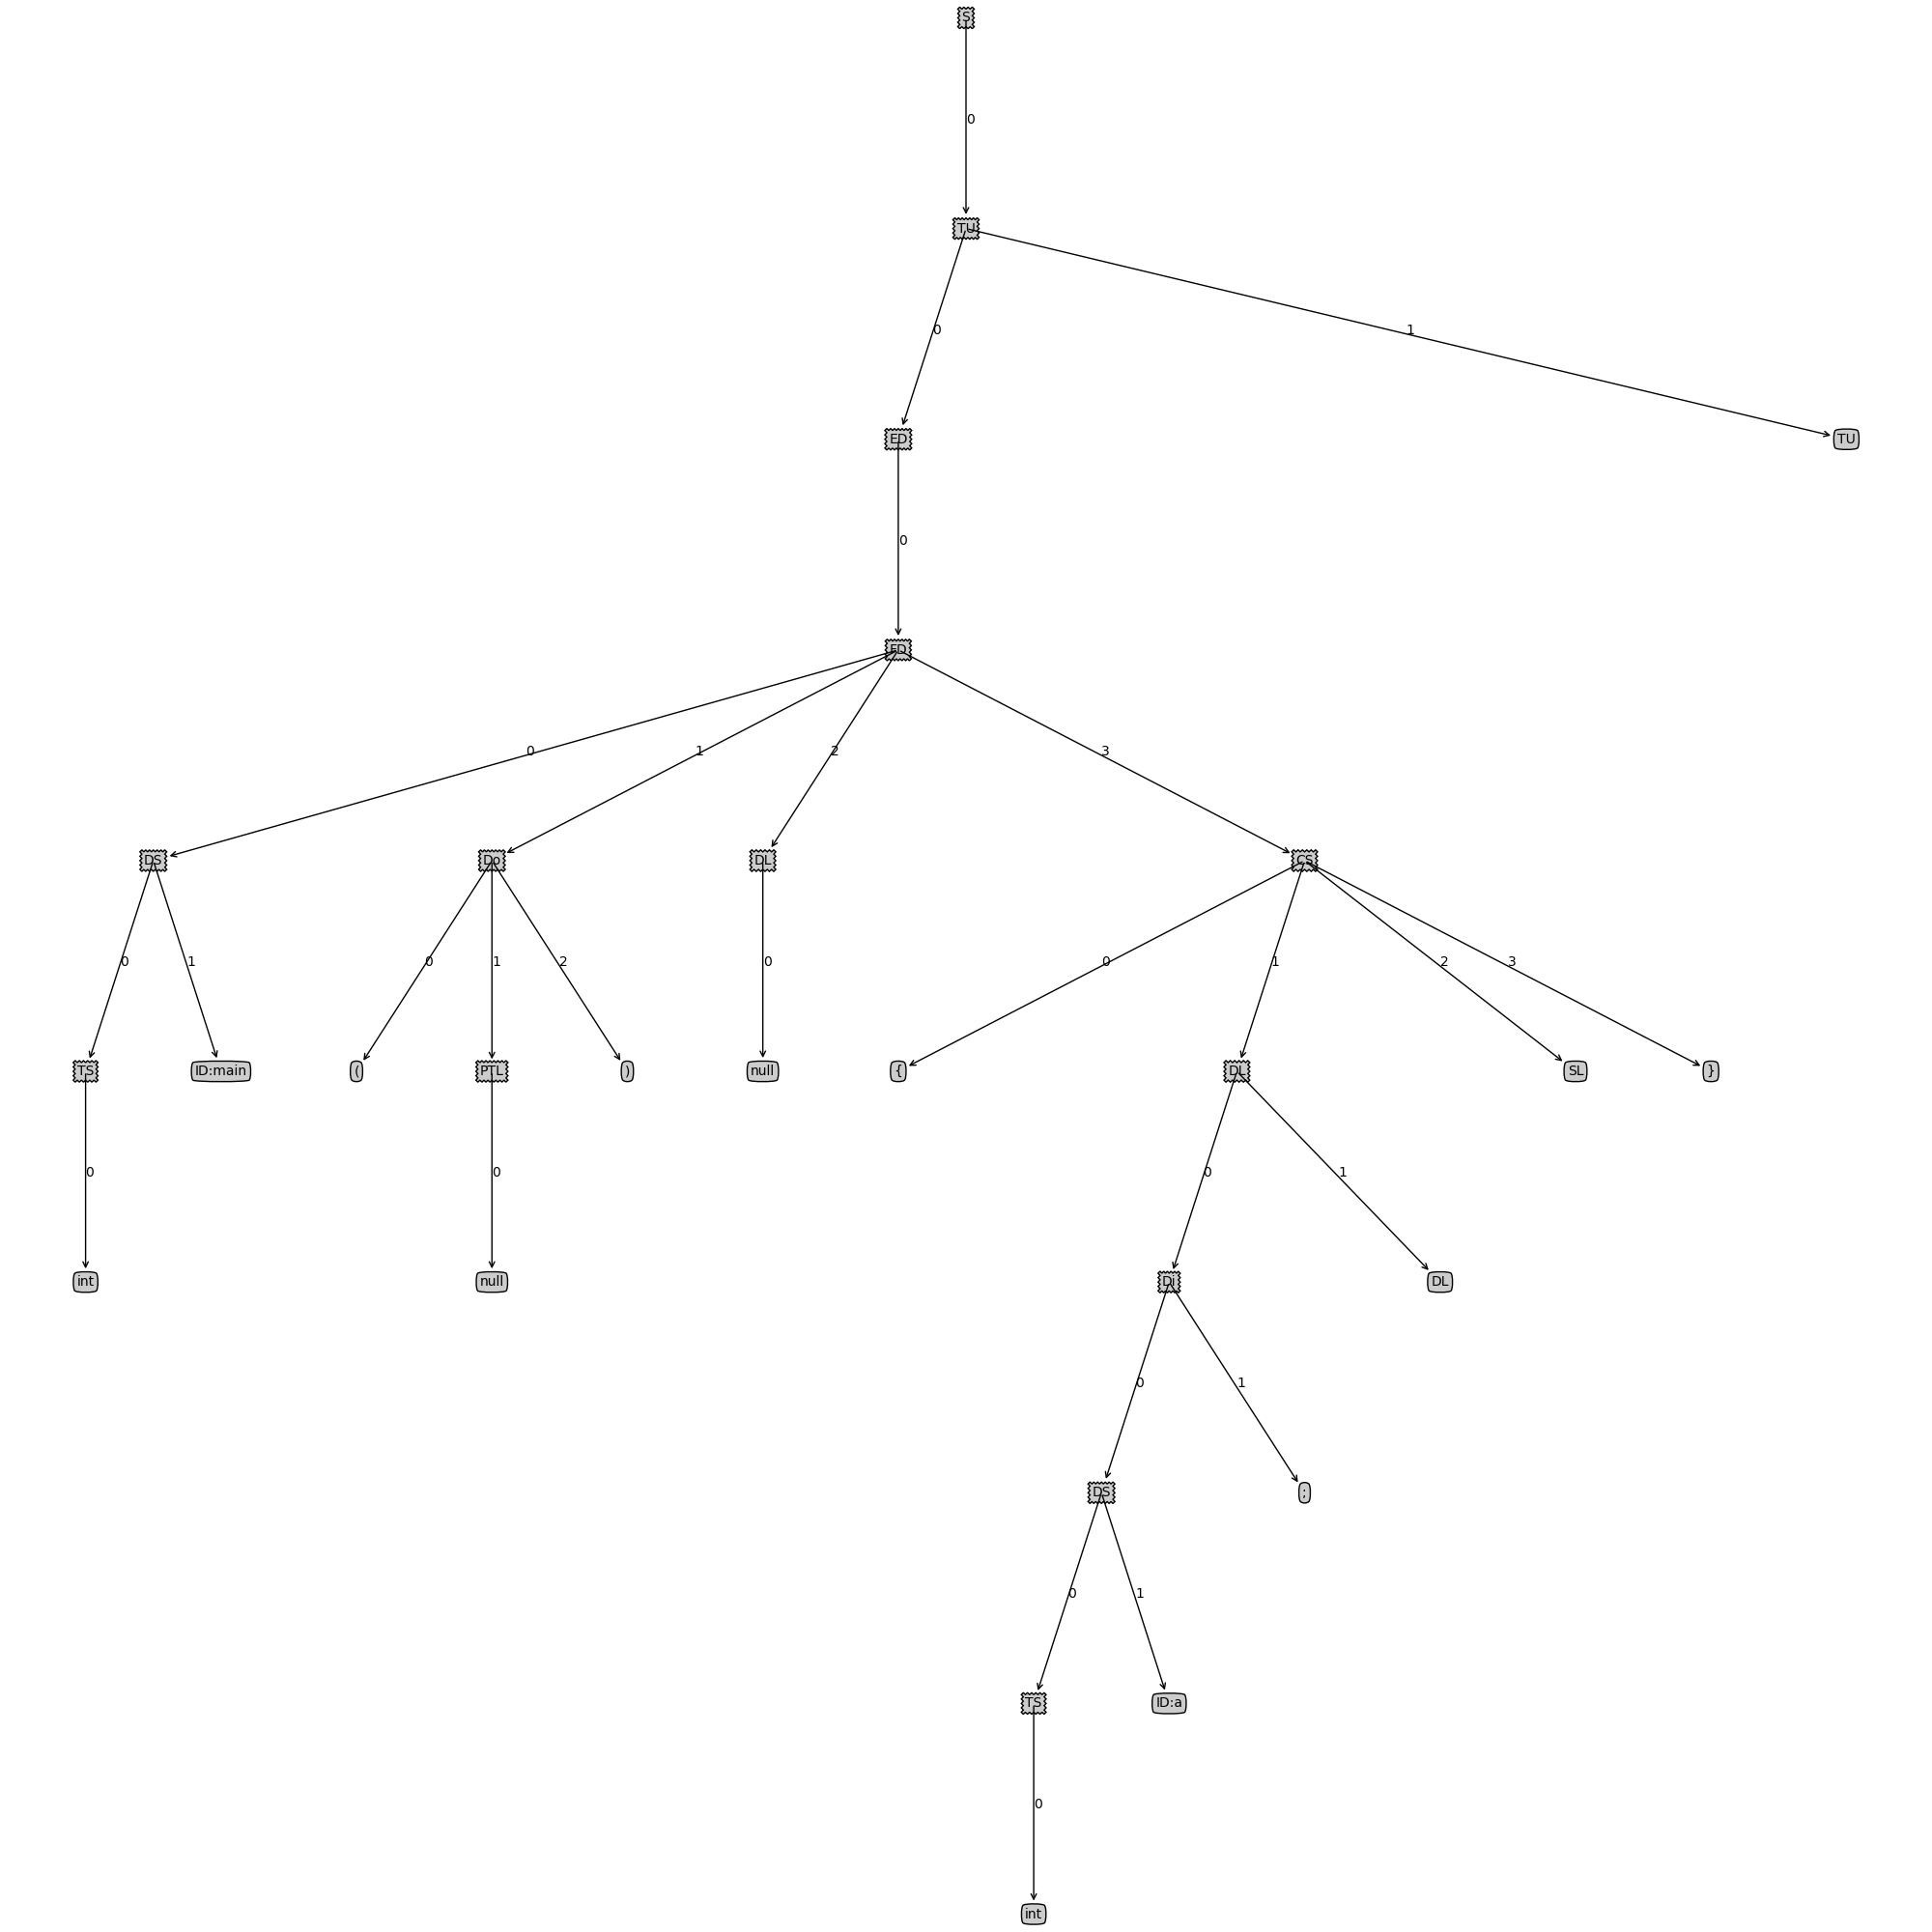 S
0
TU
0 1
ED TU
0
FD
0 1 2 3
DS Do DL CS
0 1 0 1 2 0 0 1 2 3
TS ID:main ( PTL ) null { DL SL }
0 0 0 1
int null Di DL
0 1
DS ;
0 1
TS ID:a
0
int